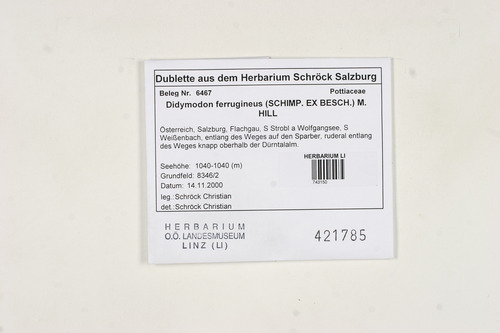 Dublette aus dem Herbarium Schröck Salzburg
Beleg Nr. 6467 Pottiaceae
Didymodon ferrugineus (SCHIMP. EX BESCH.) M.
HILL
Österreich, Salzburg, Flachgau, S Strobl a Wolfgangsee, S
Weißenbach, entlang des Weges auf den Sparber, ruderal entlang
des Weges knapp oberhalb der Dürntalalm.
HERBARIUM LI
743150
Seehöhe: 1040-1040 (m)
Grundfeld: 8346/2
Datum: 14.11.2000
leg. Schröck Christian
det. Schröck Christian
HERBARIUM
O.Ö. LANDESMUSEUM
LINZ (LI)
421785